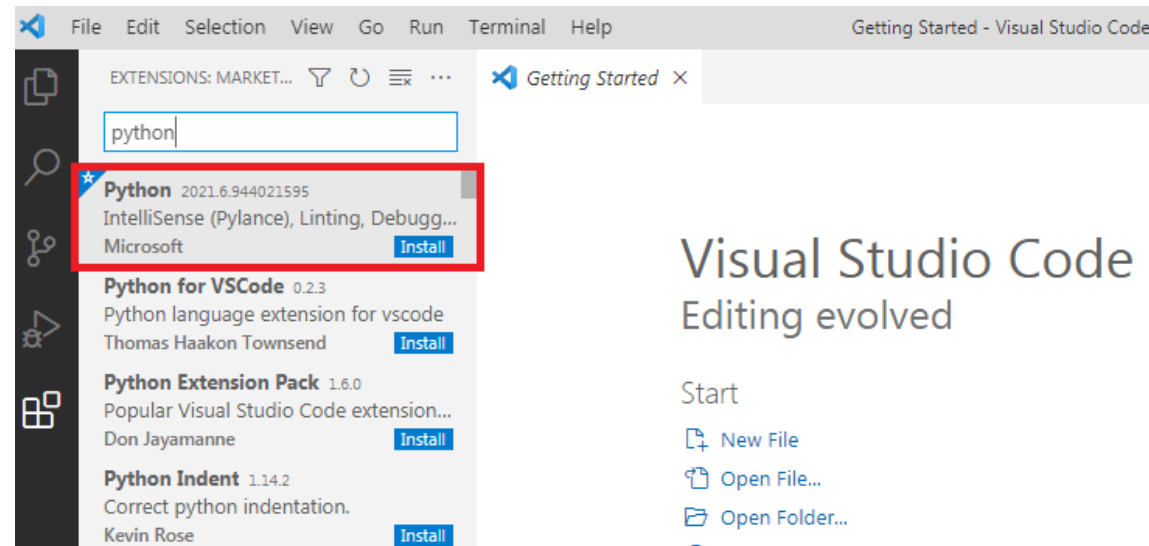 File Edit Selection View Go Run Terminal Help
Getting Started - Visual Studio Code
EXTENSIONS: MARKET...
Getting Started
python
Python 2021.6.944021595
IntelliSense (Pylance), Linting, Debugg...
Microsoft Install
Python for VSCode 0.2.3
Python language extension for vscode
Thomas Haakon Townsend Install
Python Extension Pack 1.6.0
Popular Visual Studio Code extension...
Don Jayamanne Install
Python Indent 1.14.2
Correct python indentation.
Kevin Rose Install
Visual Studio Code
Editing evolved
Start
New File
Open File...
Open Folder...